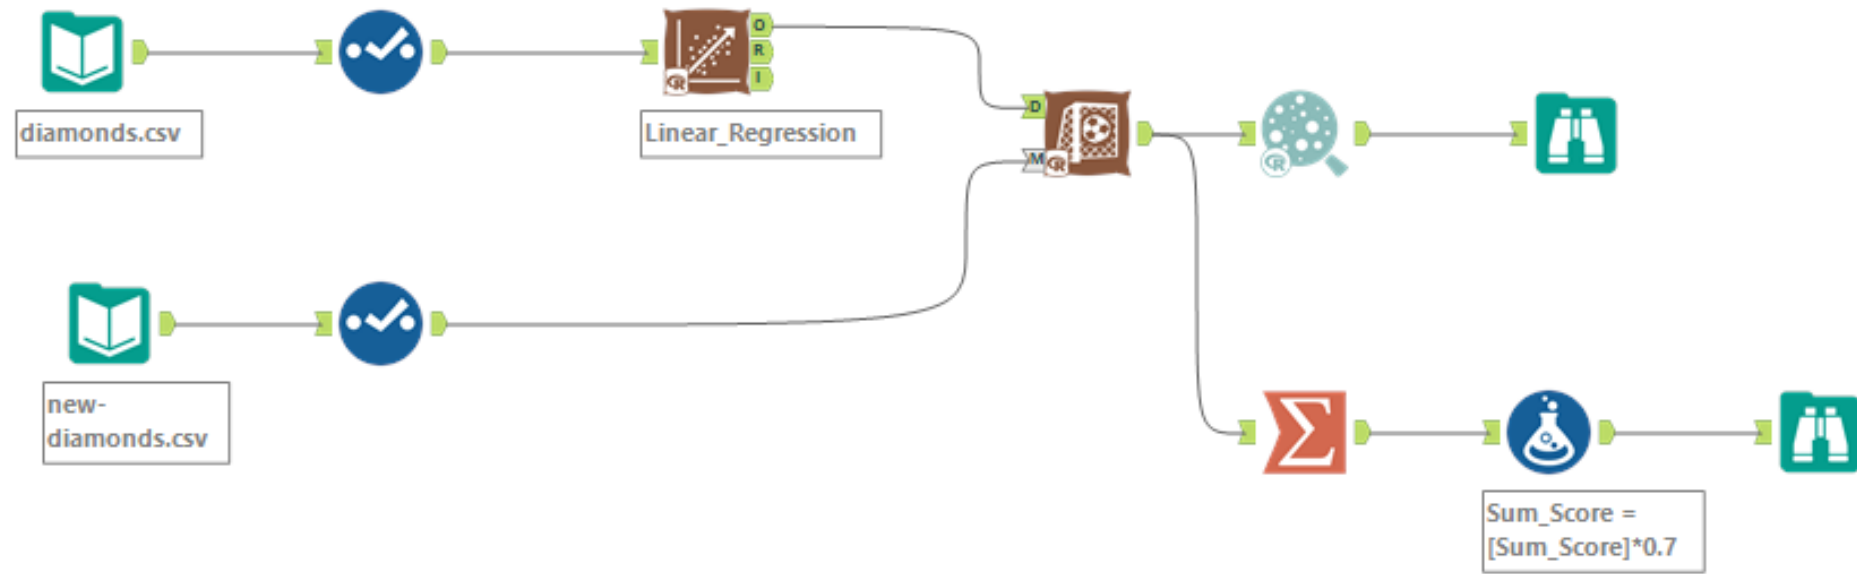 diamonds.csv
O
R
I
Linear_Regression
D
M
R
R
R
new-
diamonds.csv
Sum_Score =
[Sum_Score]*0.7